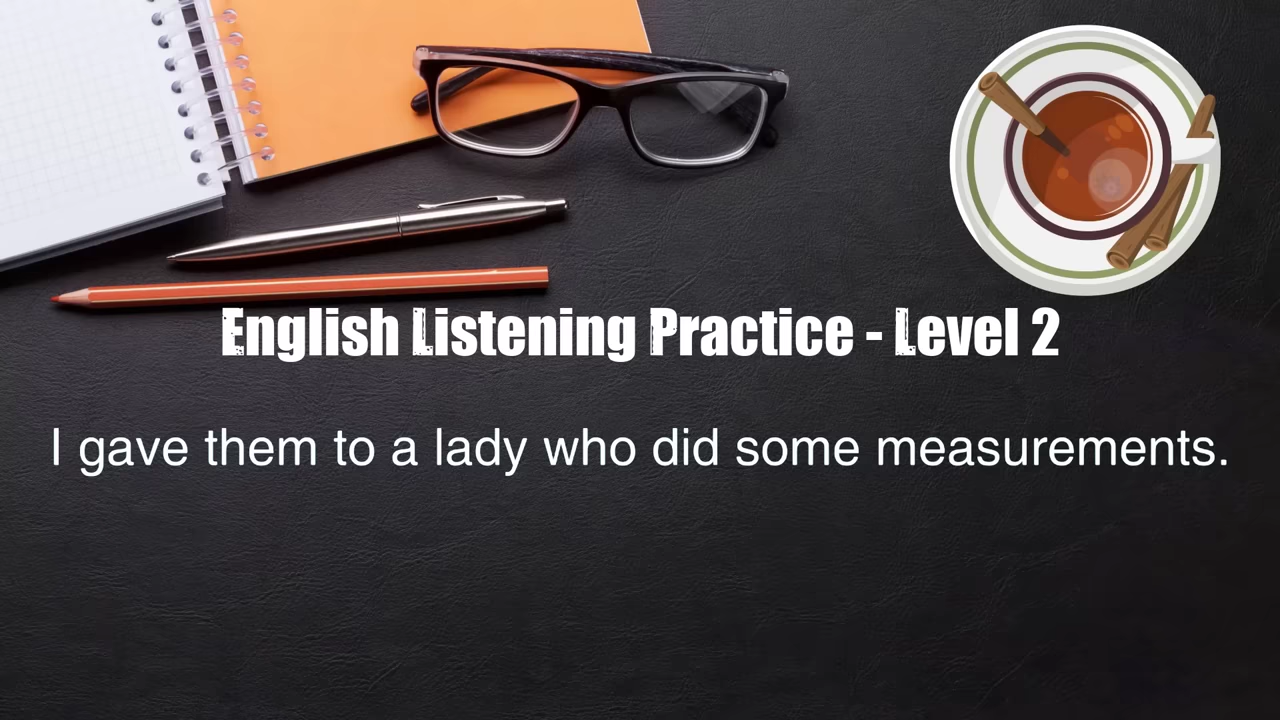 English Listening Practice - Level 2
I gave them to a lady who did some measurements.